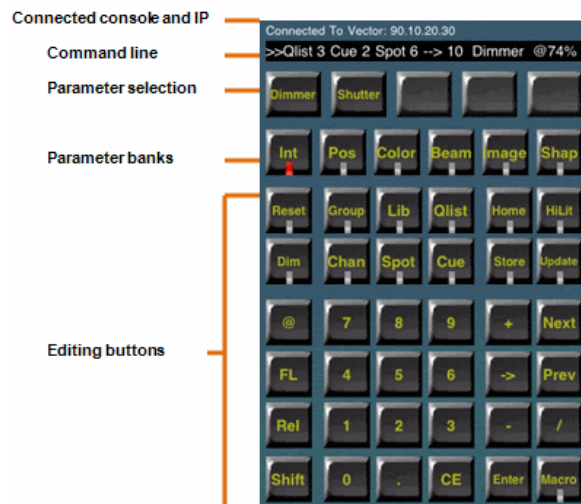 Connected console and IP
Connected To Vector: 90.10.20.30
Command line
>>Qlist 3 Cue 2 Spot 6 --> 10 Dimmer @74%
Parameter selection
Dimmer Shutter
Parameter banks
Int Pos Color Beam Image Shap
Reset Group Lib Qlist Home HiLit
Dim Chan Spot Cue Store Update
Editing buttons
@ 7 8 9 + Next
FL 4 5 6 -> Prev
Rel 1 2 3 - /
Shift 0 . CE Enter Macro